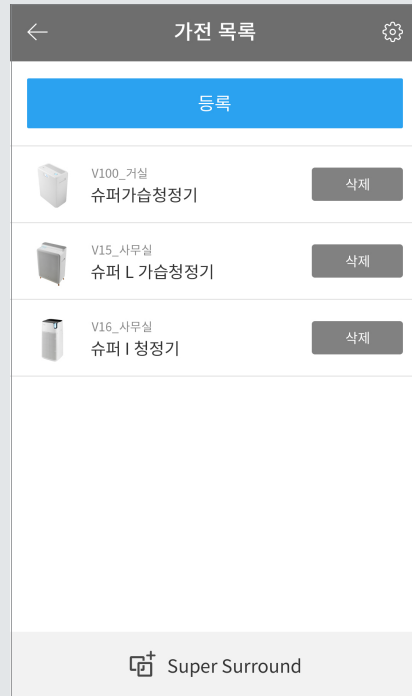 가전 목록
등록
V100_거실
슈퍼가습청정기
삭제
V15_사무실
슈퍼 L 가습청정기
삭제
V16_사무실
슈퍼 I 청정기
삭제
Super Surround